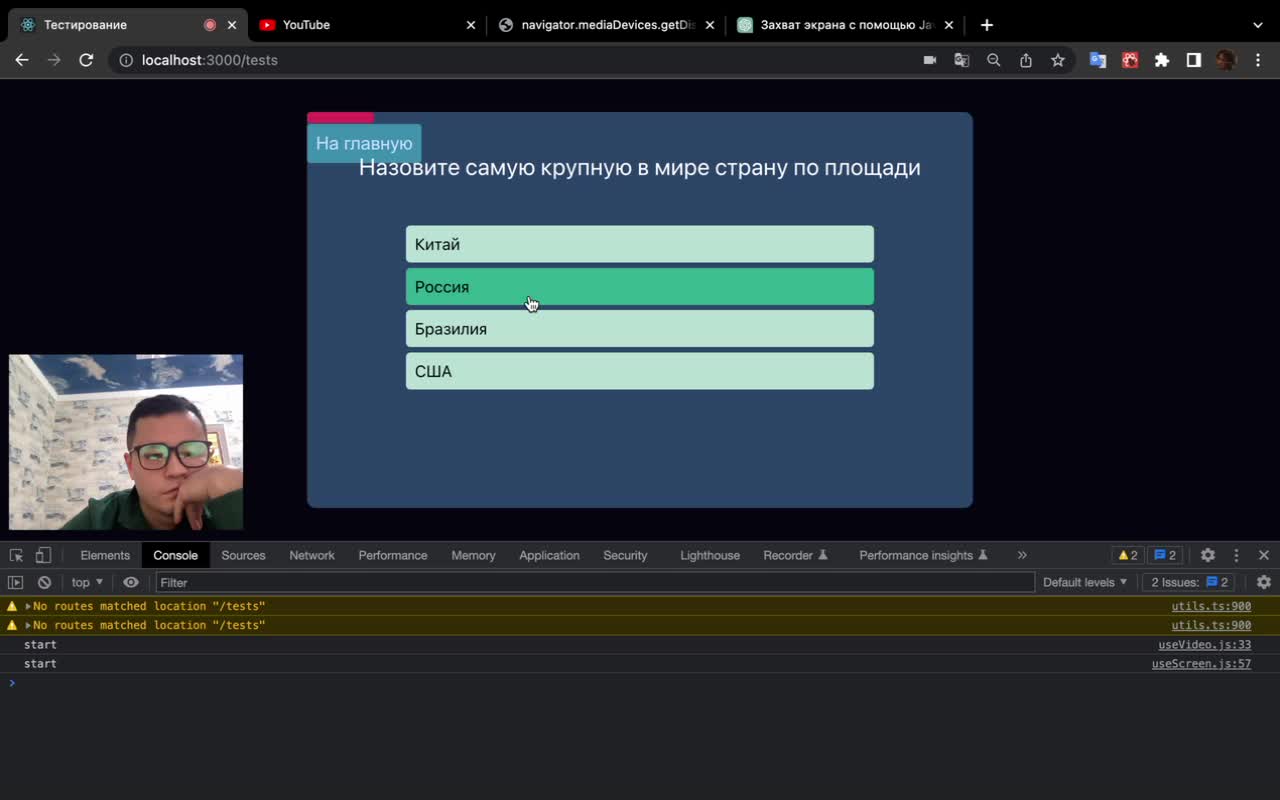 Тестирование
YouTube
navigator.mediaDevices.getDis
Захват экрана с помощью Jav
localhost:3000/tests
На главную
Назовите самую крупную в мире страну по площади
Китай
Россия
Бразилия
США
Elements Console Sources Network Performance Memory Application Security Lighthouse Recorder Performance insights 2 2
top Filter Default levels 2 Issues: 2
No routes matched location "/tests" utils.ts:900
No routes matched location "/tests" utils.ts:900
start useVideo.js:33
start useScreen.js:57